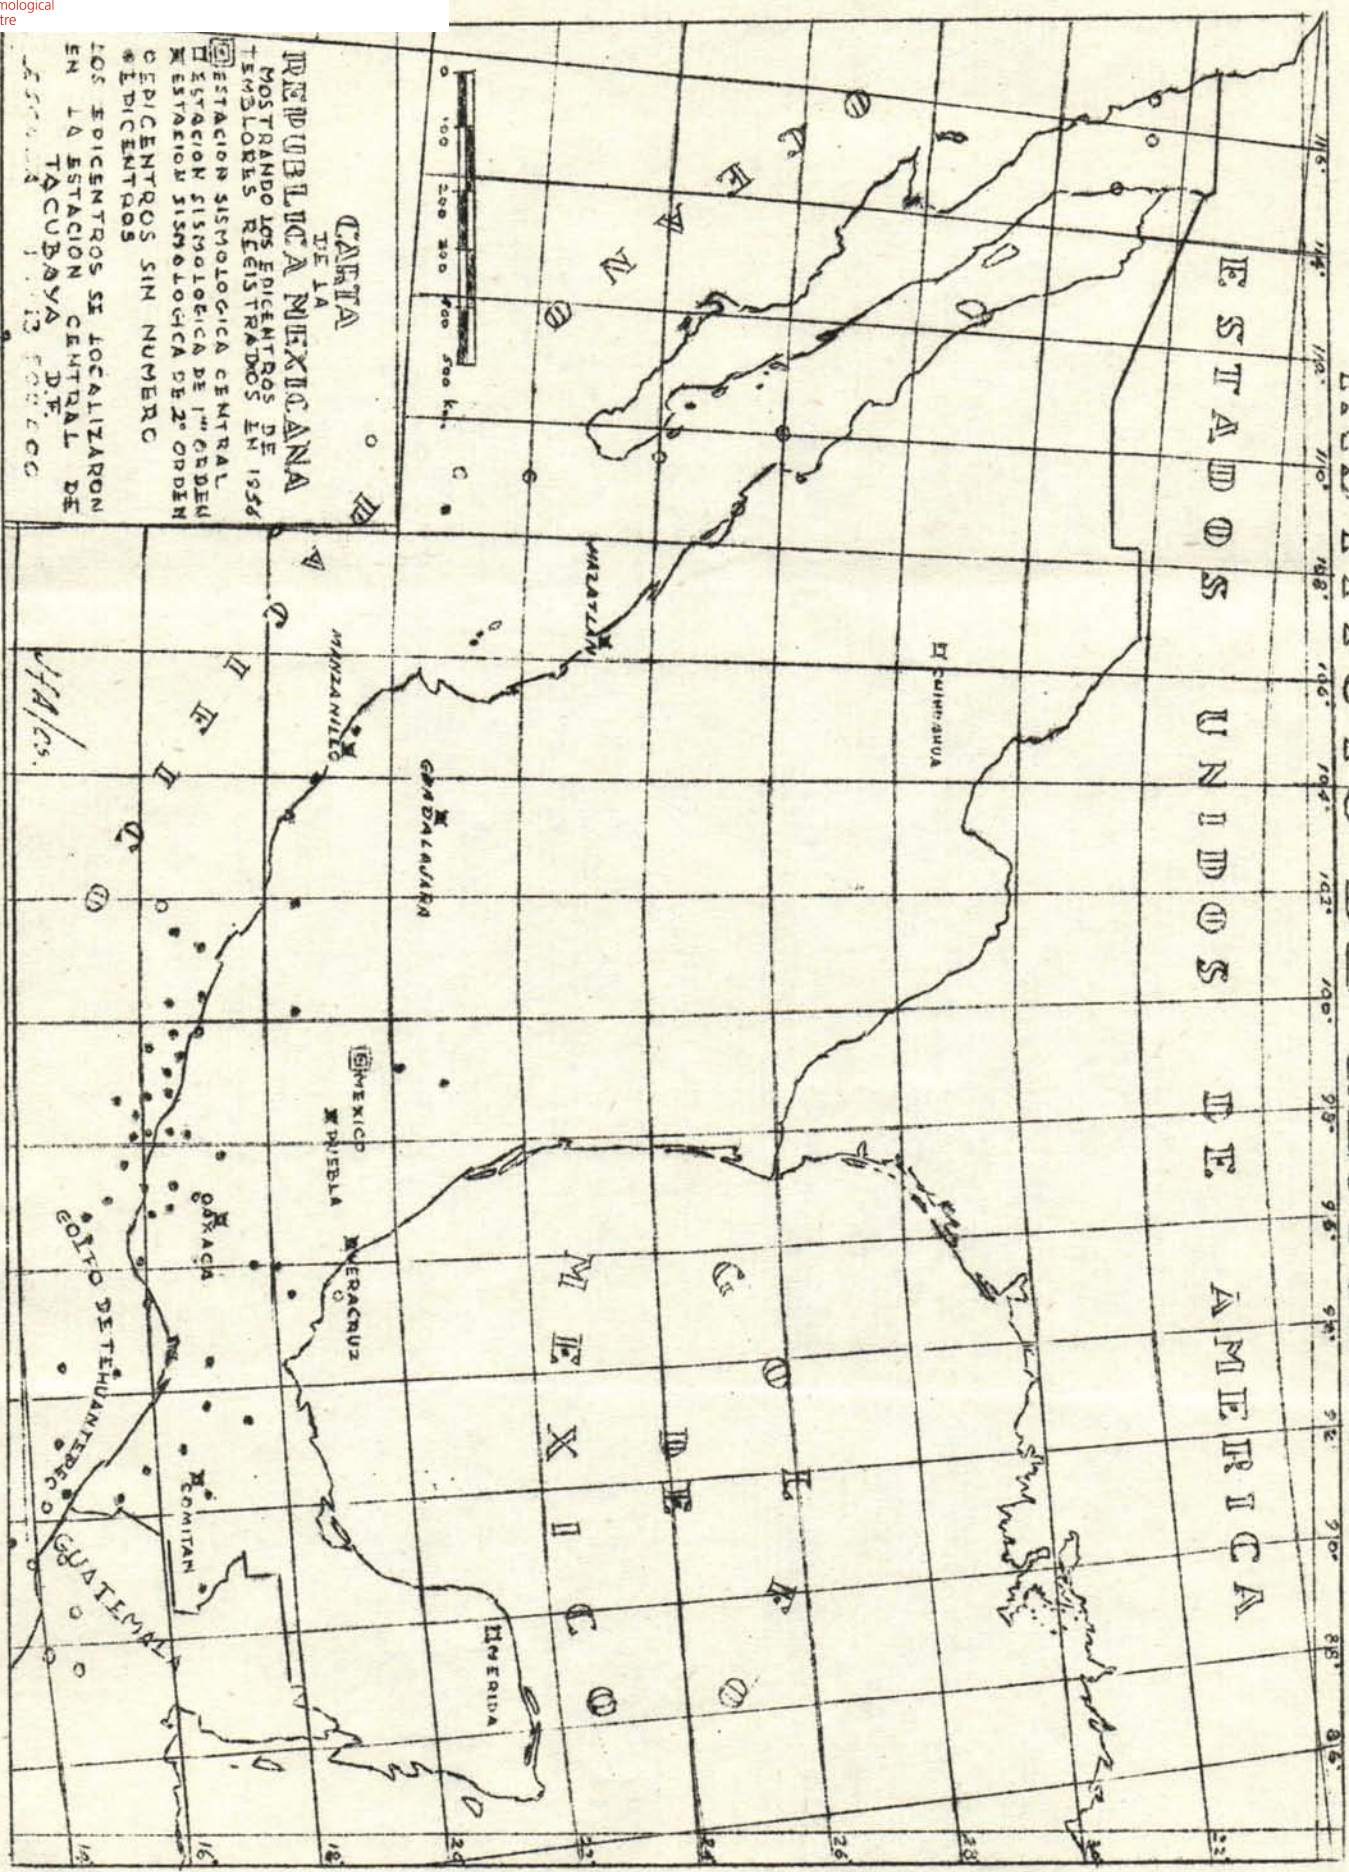 mological
tre
CARTA
DE LA
REPUBLICA MEXICANA
MOSTRANDO LOS EPICENTROS DE
TEMBLORES REGISTRADOS EN 1956
ESTACION SISMOLOGICA CENTRAL
ESTACION SISMOLOGICA DE 1er ORDEN
ESTACION SISMOLOGICA DE 2º ORDEN
EPICENTROS SIN NUMERO
EPICENTROS
LOS EPICENTROS SE LOCALIZARON
EN LA ESTACION CENTRAL DE
TACUBAYA D.F.
0 100 200 300 400 500 Km.
ESTADOS UNIDOS DE AMERICA
OCEANO
PACIFICO
GOLFO
DE
MEXICO
CHIHUAHUA
MAZATLAN
MANZANILLO
GUADALAJARA
MEXICO
PUEBLA
VERACRUZ
OAXACA
COMITAN
MERIDA
GOLFO DE TEHUANTEPEC
GUATEMALA
116° 114° 112° 110° 108° 106° 104° 102° 100° 98° 96° 94° 92° 90° 88° 86°
14° 16° 18° 20° 22° 24° 26° 28° 30° 32°